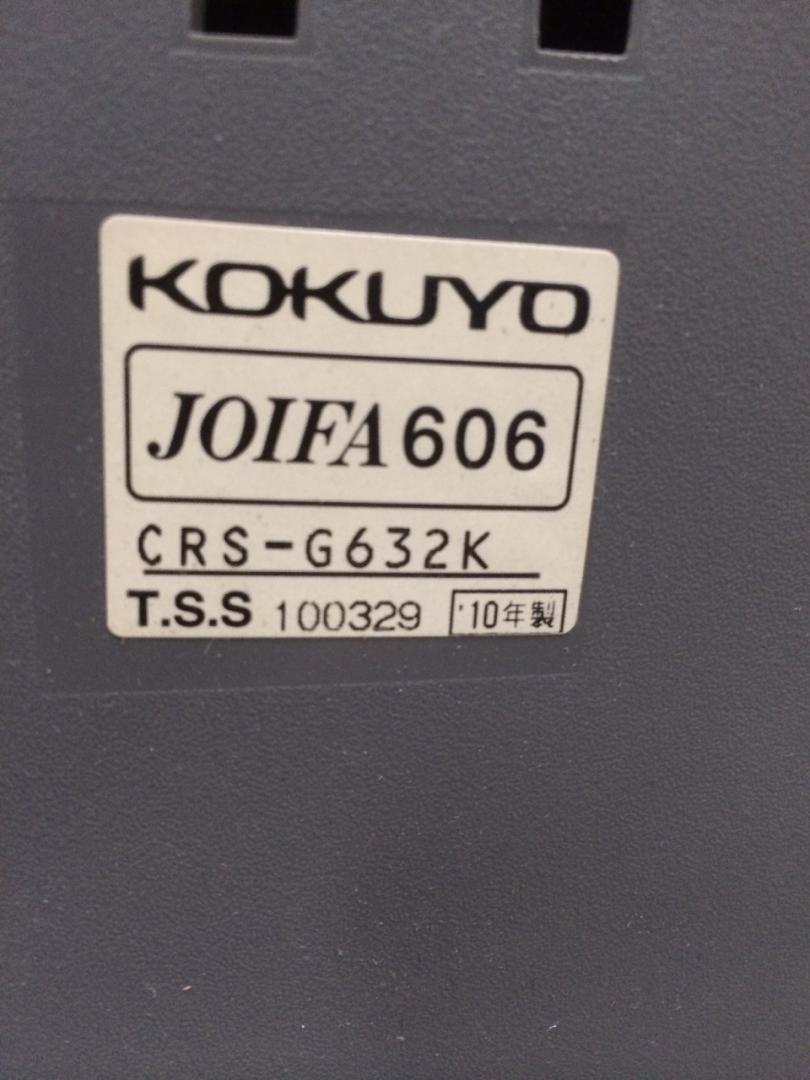 KOKUYO
JOIFA 606
CRS-G632K
T.S.S 100329 '10年製